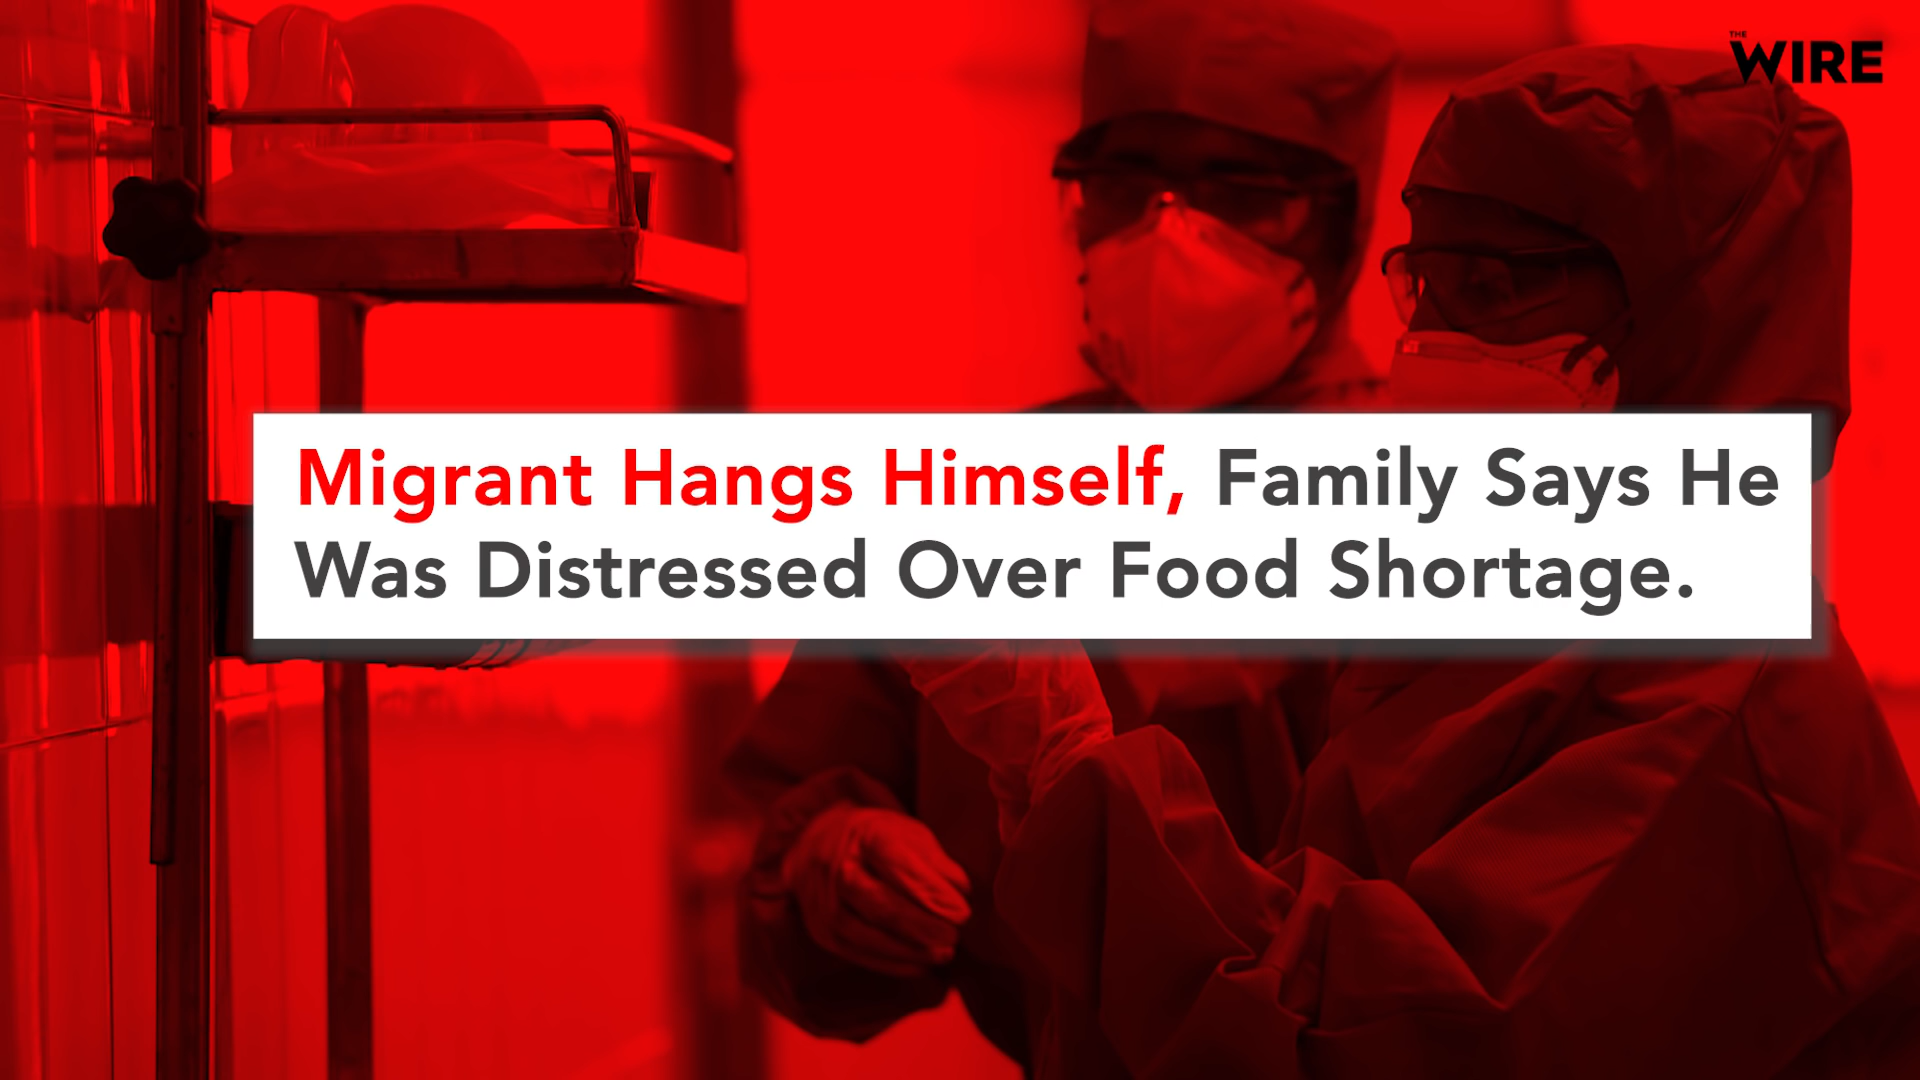 THE
WIRE
Migrant Hangs Himself, Family Says He
Was Distressed Over Food Shortage.